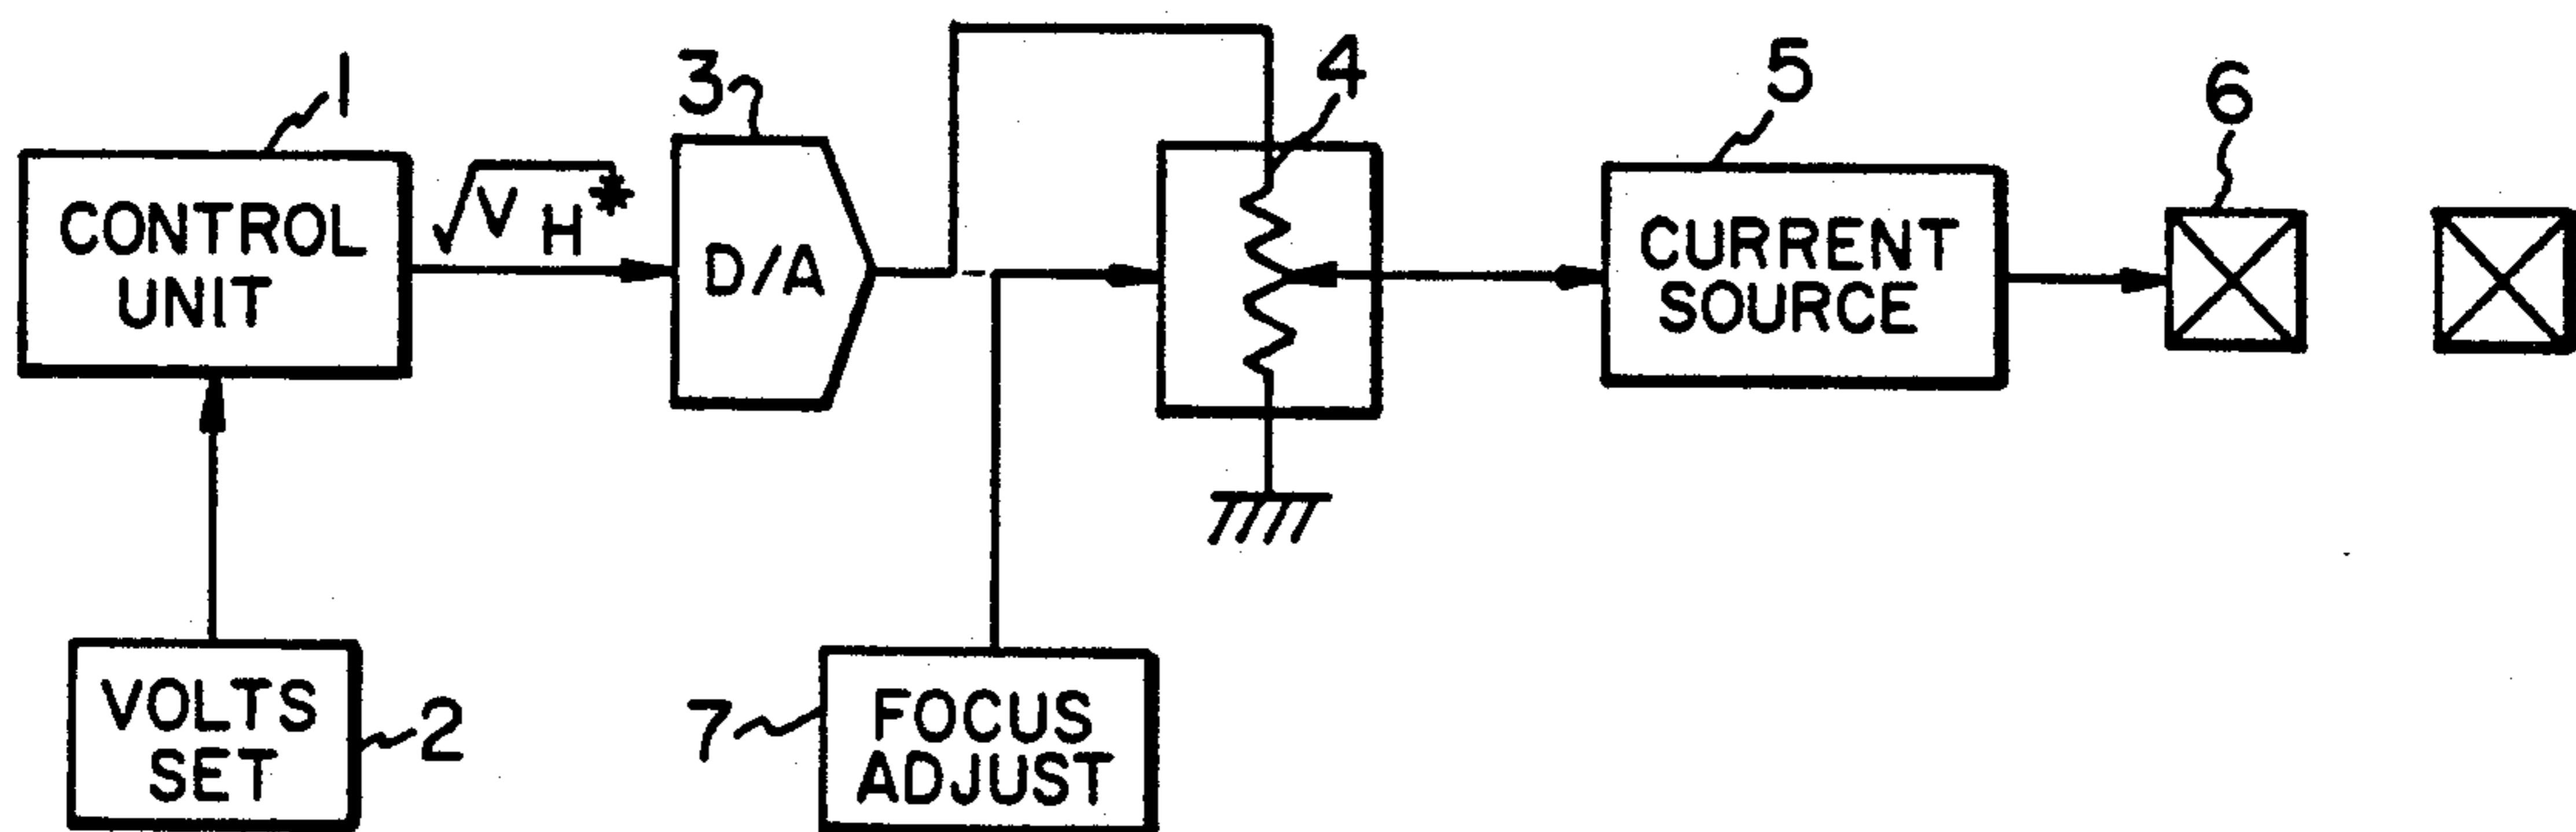 1
CONTROL
UNIT
√V H*
3
D/A
4
5
CURRENT
SOURCE
6
VOLTS
SET
2
7
FOCUS
ADJUST